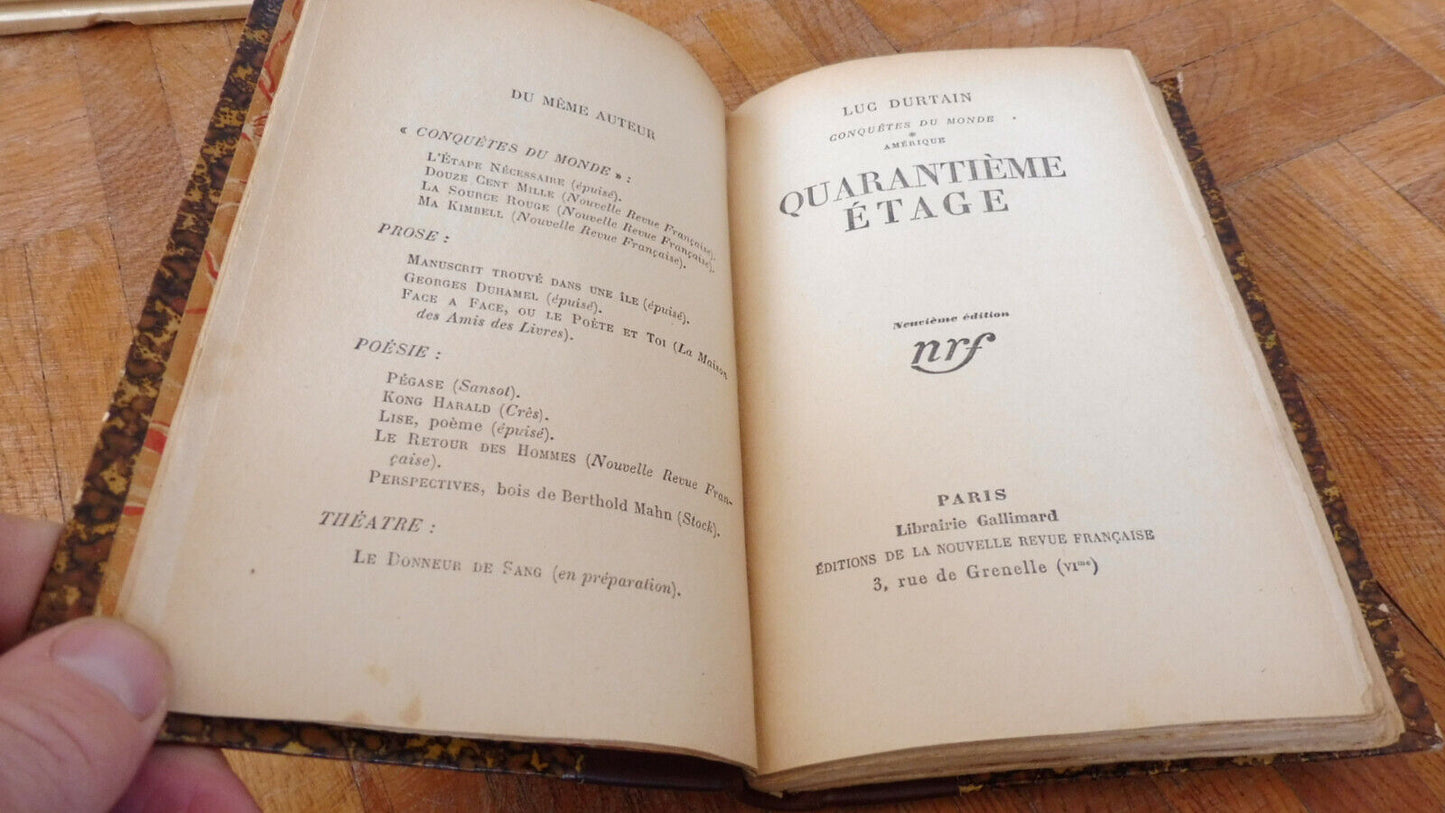 DU MÊME AUTEUR
« CONQUÊTES DU MONDE » :
L'ÉTAPE NÉCESSAIRE (épuisé).
DOUZE CENT MILLE (Nouvelle Revue Française).
LA SOURCE ROUGE (Nouvelle Revue Française).
MA KIMBELL (Nouvelle Revue Française).
PROSE :
MANUSCRIT TROUVÉ DANS UNE ÎLE (épuisé).
GEORGES DUHAMEL (épuisé).
FACE A FACE, OU LE POÈTE ET TOI (La Maison
des Amis des Livres).
POÉSIE :
PÉGASE (Sansot).
KONG HARALD (Crès).
LISE, poème (épuisé).
LE RETOUR DES HOMMES (Nouvelle Revue Fran-
çaise).
PERSPECTIVES, bois de Berthold Mahn (Stock).
THÉATRE :
LE DONNEUR DE SANG (en préparation).
LUC DURTAIN
CONQUÊTES DU MONDE
*
AMÉRIQUE
QUARANTIÈME
ÉTAGE
Neuvième édition
nrf
PARIS
Librairie Gallimard
ÉDITIONS DE LA NOUVELLE REVUE FRANÇAISE
3, rue de Grenelle (VIme)